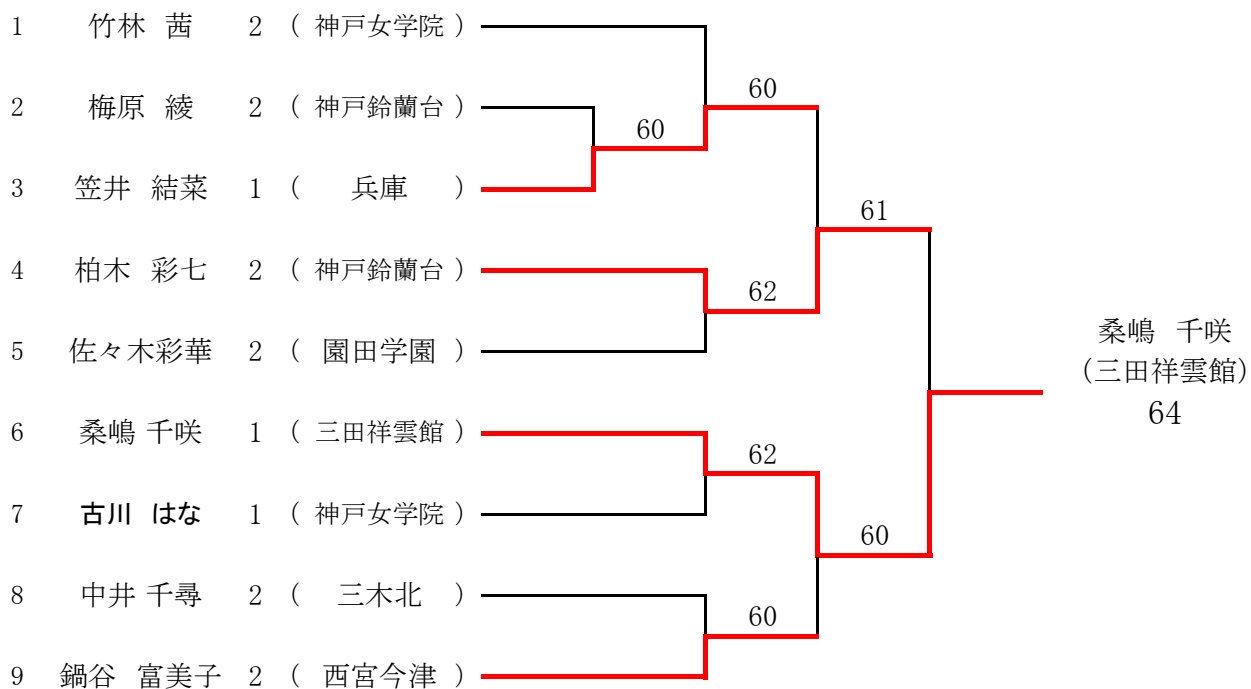 1 竹林 茜 2 ( 神戸女学院 )
60
2 梅原 綾 2 ( 神戸鈴蘭台 )
60
3 笠井 結菜 1 ( 兵庫 )
61
4 柏木 彩七 2 ( 神戸鈴蘭台 )
62
5 佐々木彩華 2 ( 園田学園 )
桑嶋 千咲
(三田祥雲館)
64
6 桑嶋 千咲 1 ( 三田祥雲館 )
62
7 古川 はな 1 ( 神戸女学院 )
60
8 中井 千尋 2 ( 三木北 )
60
9 鍋谷 富美子 2 ( 西宮今津 )